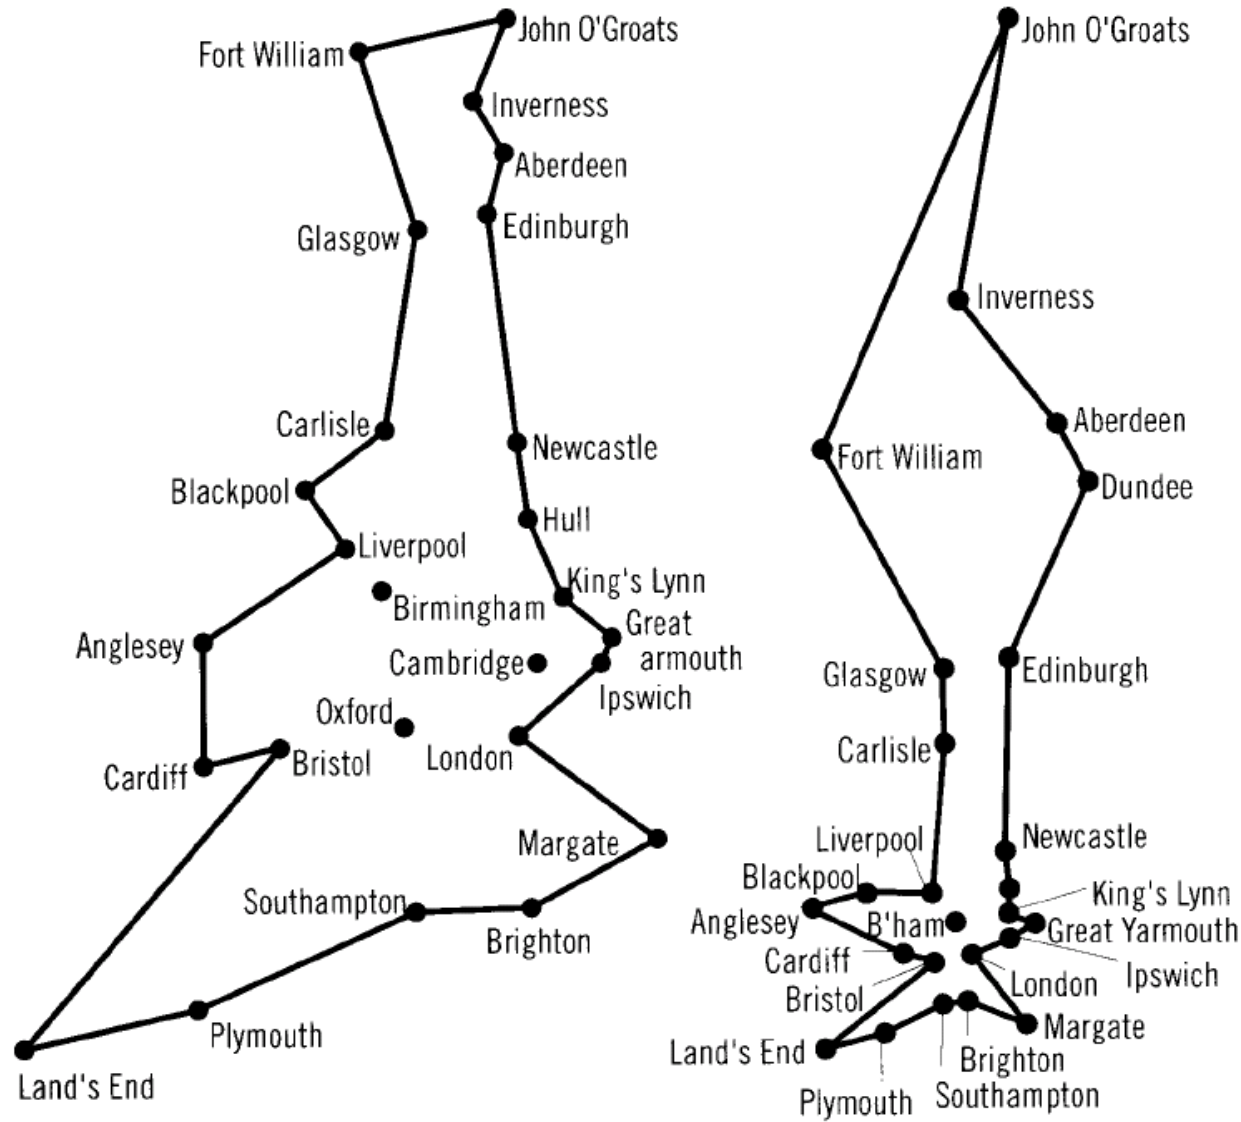 John O'Groats
Fort William
Inverness
Aberdeen
Edinburgh
Glasgow
Carlisle
Newcastle
Blackpool
Hull
Liverpool
King's Lynn
Birmingham
Great
armouth
Anglesey
Cambridge
Ipswich
Oxford
London
Bristol
Cardiff
Margate
Southampton
Brighton
Plymouth
Land's End
John O'Groats
Inverness
Aberdeen
Fort William
Dundee
Glasgow
Edinburgh
Carlisle
Newcastle
Liverpool
Blackpool
King's Lynn
Anglesey
B'ham
Great Yarmouth
Cardiff
Ipswich
London
Bristol
Margate
Land's End
Brighton
Southampton
Plymouth